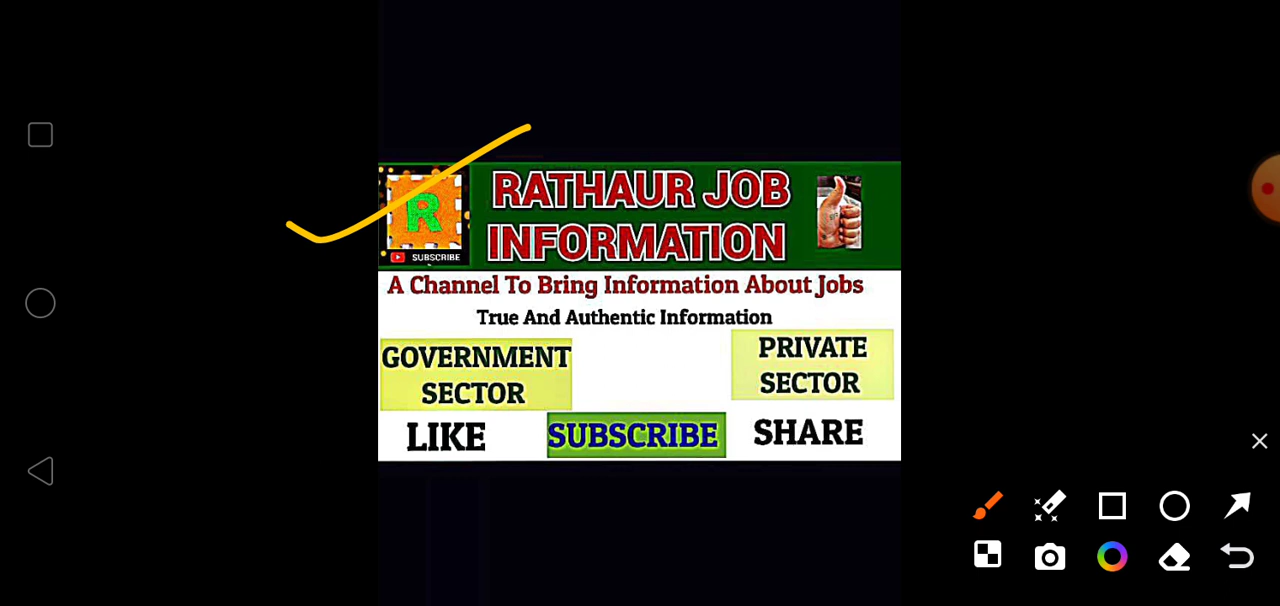 R
SUBSCRIBE
RATHAUR JOB
INFORMATION
A Channel To Bring Information About Jobs
True And Authentic Information
GOVERNMENT
SECTOR
PRIVATE
SECTOR
LIKE
SUBSCRIBE
SHARE